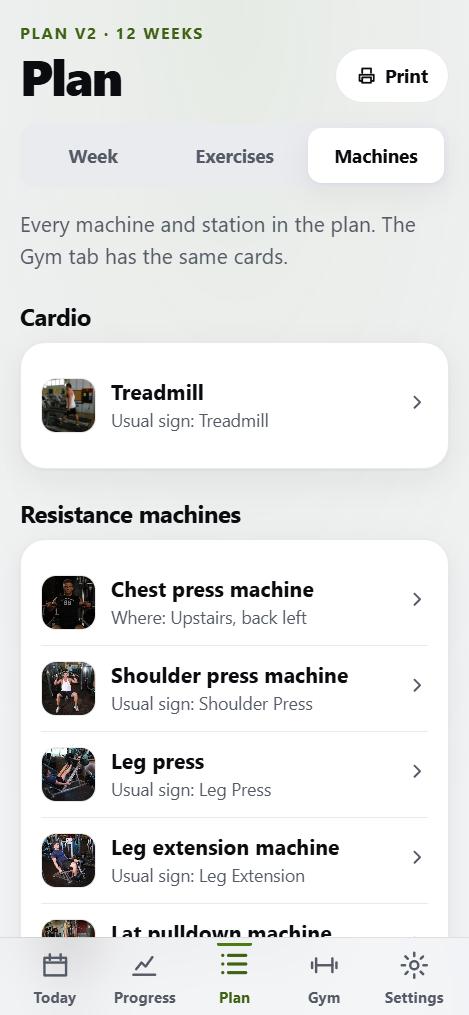 PLAN V2 · 12 WEEKS
Plan
Print
Week
Exercises
Machines
Every machine and station in the plan. The
Gym tab has the same cards.
Cardio
Treadmill
Usual sign: Treadmill
Resistance machines
Chest press machine
Where: Upstairs, back left
Shoulder press machine
Usual sign: Shoulder Press
Leg press
Usual sign: Leg Press
Leg extension machine
Usual sign: Leg Extension
Lat pulldown machine
Today
Progress
Plan
Gym
Settings